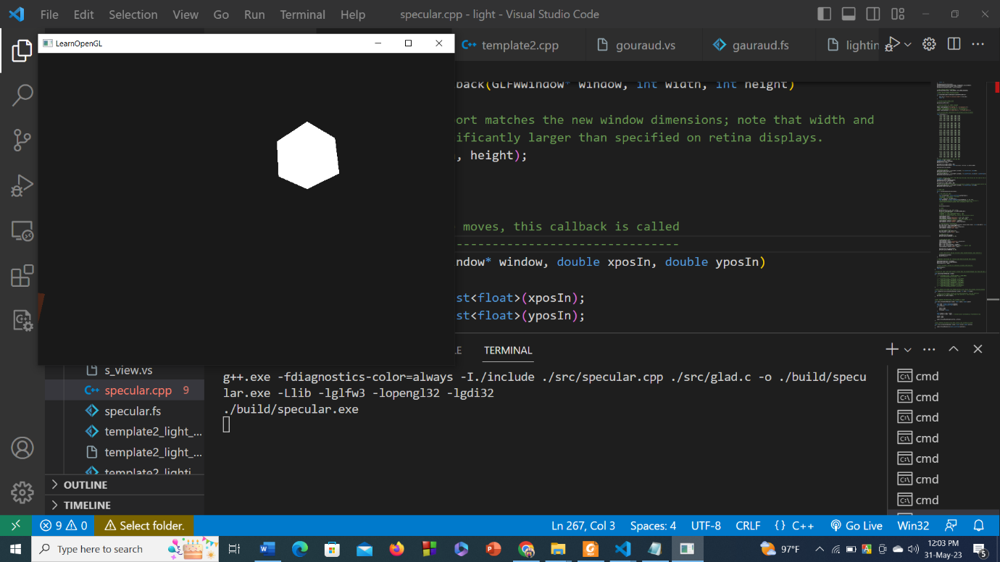 File Edit Selection View Go Run Terminal Help specular.cpp - light - Visual Studio Code
LearnOpenGL
template2.cpp gouraud.vs gauraud.fs lightin
back(GLFWwindow* window, int width, int height)
ort matches the new window dimensions; note that width and
ificantly larger than specified on retina displays.
, height);
moves, this callback is called
-------------------------------
ndow* window, double xposIn, double yposIn)
st<float>(xposIn);
st<float>(yposIn);
LE TERMINAL
s_view.vs
specular.cpp 9
specular.fs
template2_light_...
template2_light_...
template2_lighti
OUTLINE
TIMELINE
g++.exe -fdiagnostics-color=always -I./include ./src/specular.cpp ./src/glad.c -o ./build/specu
lar.exe -Llib -lglfw3 -lopengl32 -lgdi32
./build/specular.exe
cmd
cmd
cmd
cmd
cmd
cmd
cmd
9 0 Select folder. Ln 267, Col 3 Spaces: 4 UTF-8 CRLF {} C++ Go Live Win32
Type here to search 97°F 12:03 PM
31-May-23 5